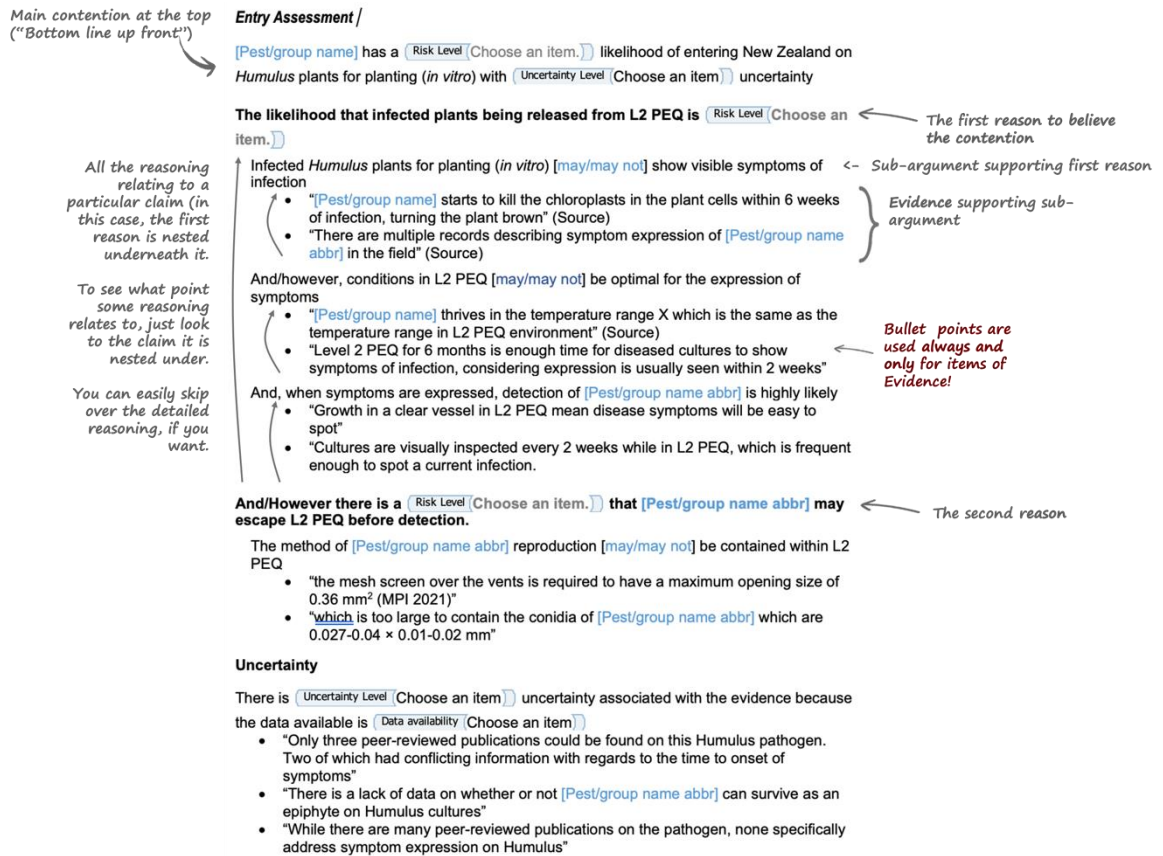 Main contention at the top
("Bottom line up front")
Entry Assessment
[Pest/group name] has a Risk Level Choose an item. likelihood of entering New Zealand on
Humulus plants for planting (in vitro) with Uncertainty Level Choose an item uncertainty
The likelihood that infected plants being released from L2 PEQ is Risk Level Choose an
item.
The first reason to believe
the contention
All the reasoning
relating to a
particular claim (in
this case, the first
reason is nested
underneath it.
To see what point
some reasoning
relates to, just look
to the claim it is
nested under.
You can easily skip
over the detailed
reasoning, if you
want.
Infected Humulus plants for planting (in vitro) [may/may not] show visible symptoms of
infection
<- Sub-argument supporting first reason
• "[Pest/group name] starts to kill the chloroplasts in the plant cells within 6 weeks
of infection, turning the plant brown" (Source)
• "There are multiple records describing symptom expression of [Pest/group name
abbr] in the field" (Source)
Evidence supporting sub-
argument
And/however, conditions in L2 PEQ [may/may not] be optimal for the expression of
symptoms
• "[Pest/group name] thrives in the temperature range X which is the same as the
temperature range in L2 PEQ environment" (Source)
• "Level 2 PEQ for 6 months is enough time for diseased cultures to show
symptoms of infection, considering expression is usually seen within 2 weeks"
Bullet points are
used always and
only for items of
Evidence!
And, when symptoms are expressed, detection of [Pest/group name abbr] is highly likely
• "Growth in a clear vessel in L2 PEQ mean disease symptoms will be easy to
spot"
• "Cultures are visually inspected every 2 weeks while in L2 PEQ, which is frequent
enough to spot a current infection.
And/However there is a Risk Level Choose an item. that [Pest/group name abbr] may
escape L2 PEQ before detection.
The second reason
The method of [Pest/group name abbr] reproduction [may/may not] be contained within L2
PEQ
• "the mesh screen over the vents is required to have a maximum opening size of
0.36 mm² (MPI 2021)"
• "which is too large to contain the conidia of [Pest/group name abbr] which are
0.027-0.04 × 0.01-0.02 mm"
Uncertainty
There is Uncertainty Level Choose an item uncertainty associated with the evidence because
the data available is Data availability Choose an item
• "Only three peer-reviewed publications could be found on this Humulus pathogen.
Two of which had conflicting information with regards to the time to onset of
symptoms"
• "There is a lack of data on whether or not [Pest/group name abbr] can survive as an
epiphyte on Humulus cultures"
• "While there are many peer-reviewed publications on the pathogen, none specifically
address symptom expression on Humulus"